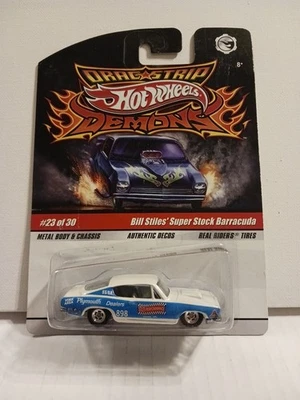 DRAG STRIP
Hot Wheels
DEMONS
8+
#23 of 30
Bill Stiles' Super Stock Barracuda
METAL BODY & CHASSIS
AUTHENTIC DECOS
REAL RIDERS TIRES
Plymouth Dealers
898